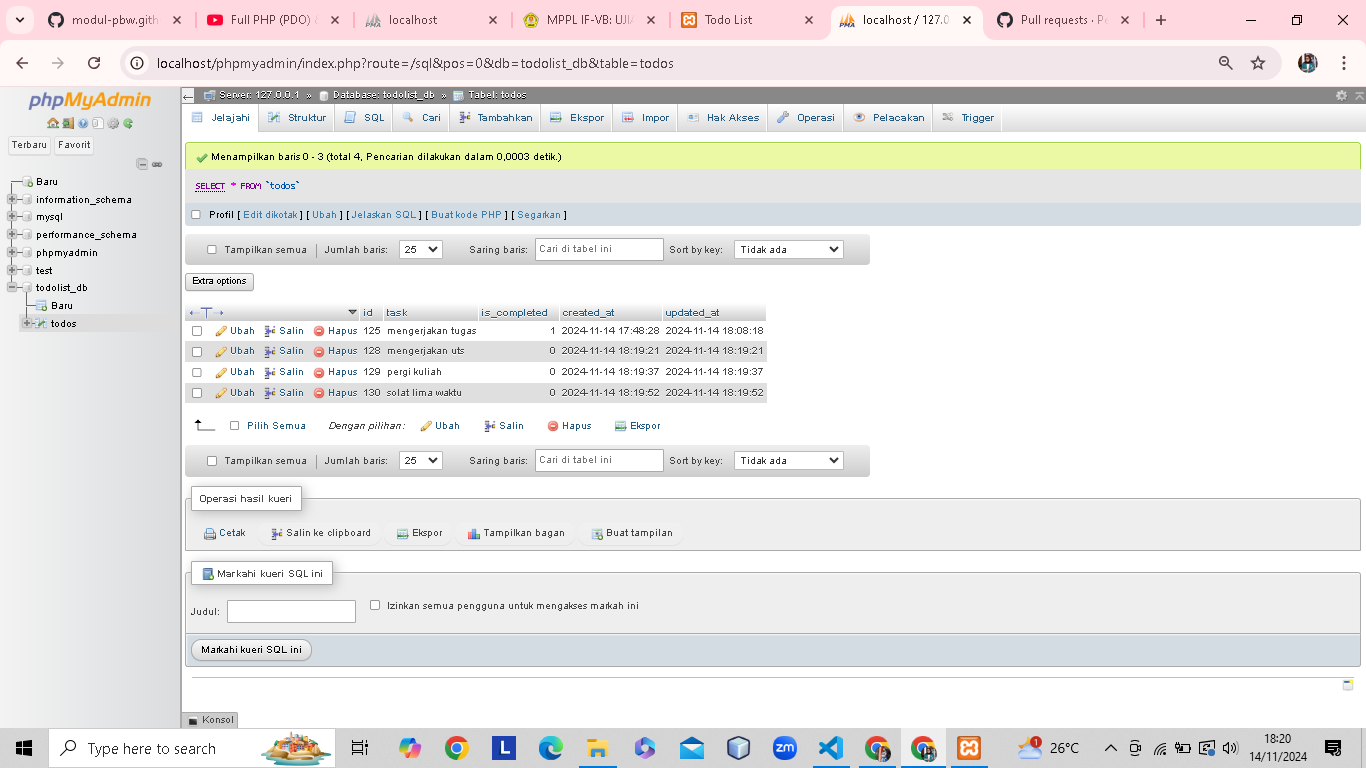 modul-pbw.gith
Full PHP (PDO) &
localhost
MPPL IF-VB: UJIA
Todo List
localhost / 127.0
Pull requests · Pe
localhost/phpmyadmin/index.php?route=/sql&pos=0&db=todolist_db&table=todos
phpMyAdmin
Terbaru Favorit
Baru
information_schema
mysql
performance_schema
phpmyadmin
test
todolist_db
Baru
todos
Server: 127.0.0.1 » Database: todolist_db » Tabel: todos
Jelajahi Struktur SQL Cari Tambahkan Ekspor Impor Hak Akses Operasi Pelacakan Trigger
Menampilkan baris 0 - 3 (total 4, Pencarian dilakukan dalam 0,0003 detik.)
SELECT * FROM `todos`
Profil [ Edit dikotak ] [ Ubah ] [ Jelaskan SQL ] [ Buat kode PHP ] [ Segarkan ]
Tampilkan semua | Jumlah baris: 25 Saring baris: Cari di tabel ini Sort by key: Tidak ada
Extra options
←T→ id task is_completed created_at updated_at
Ubah Salin Hapus 125 mengerjakan tugas 1 2024-11-14 17:48:28 2024-11-14 18:08:18
Ubah Salin Hapus 128 mengerjakan uts 0 2024-11-14 18:19:21 2024-11-14 18:19:21
Ubah Salin Hapus 129 pergi kuliah 0 2024-11-14 18:19:37 2024-11-14 18:19:37
Ubah Salin Hapus 130 solat lima waktu 0 2024-11-14 18:19:52 2024-11-14 18:19:52
Pilih Semua Dengan pilihan: Ubah Salin Hapus Ekspor
Tampilkan semua | Jumlah baris: 25 Saring baris: Cari di tabel ini Sort by key: Tidak ada
Operasi hasil kueri
Cetak Salin ke clipboard Ekspor Tampilkan bagan Buat tampilan
Markahi kueri SQL ini
Judul: Izinkan semua pengguna untuk mengakses markah ini
Markahi kueri SQL ini
Konsol
Type here to search
26°C
18:20
14/11/2024